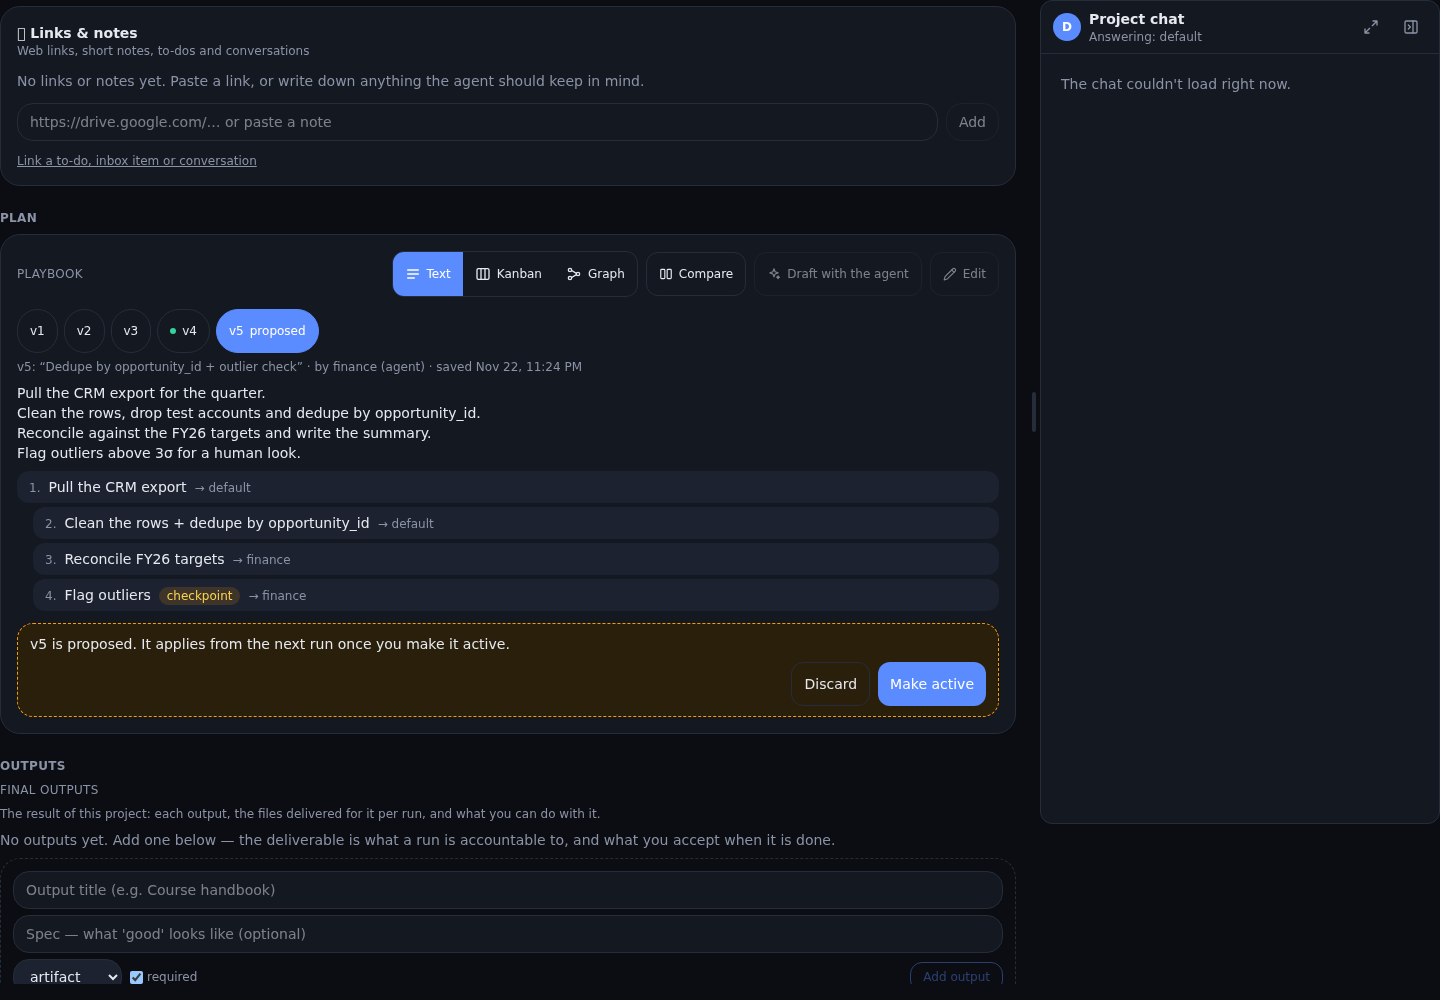 Links & notes
Web links, short notes, to-dos and conversations
No links or notes yet. Paste a link, or write down anything the agent should keep in mind.
https://drive.google.com/… or paste a note
Add
Link a to-do, inbox item or conversation
PLAN
PLAYBOOK
Text
Kanban
Graph
Compare
Draft with the agent
Edit
v1
v2
v3
v4
v5 proposed
v5: “Dedupe by opportunity_id + outlier check” · by finance (agent) · saved Nov 22, 11:24 PM
Pull the CRM export for the quarter.
Clean the rows, drop test accounts and dedupe by opportunity_id.
Reconcile against the FY26 targets and write the summary.
Flag outliers above 3σ for a human look.
1. Pull the CRM export → default
2. Clean the rows + dedupe by opportunity_id → default
3. Reconcile FY26 targets → finance
4. Flag outliers checkpoint → finance
v5 is proposed. It applies from the next run once you make it active.
Discard
Make active
OUTPUTS
FINAL OUTPUTS
The result of this project: each output, the files delivered for it per run, and what you can do with it.
No outputs yet. Add one below — the deliverable is what a run is accountable to, and what you accept when it is done.
Output title (e.g. Course handbook)
Spec — what 'good' looks like (optional)
artifact
required
Add output
D
Project chat
Answering: default
The chat couldn't load right now.